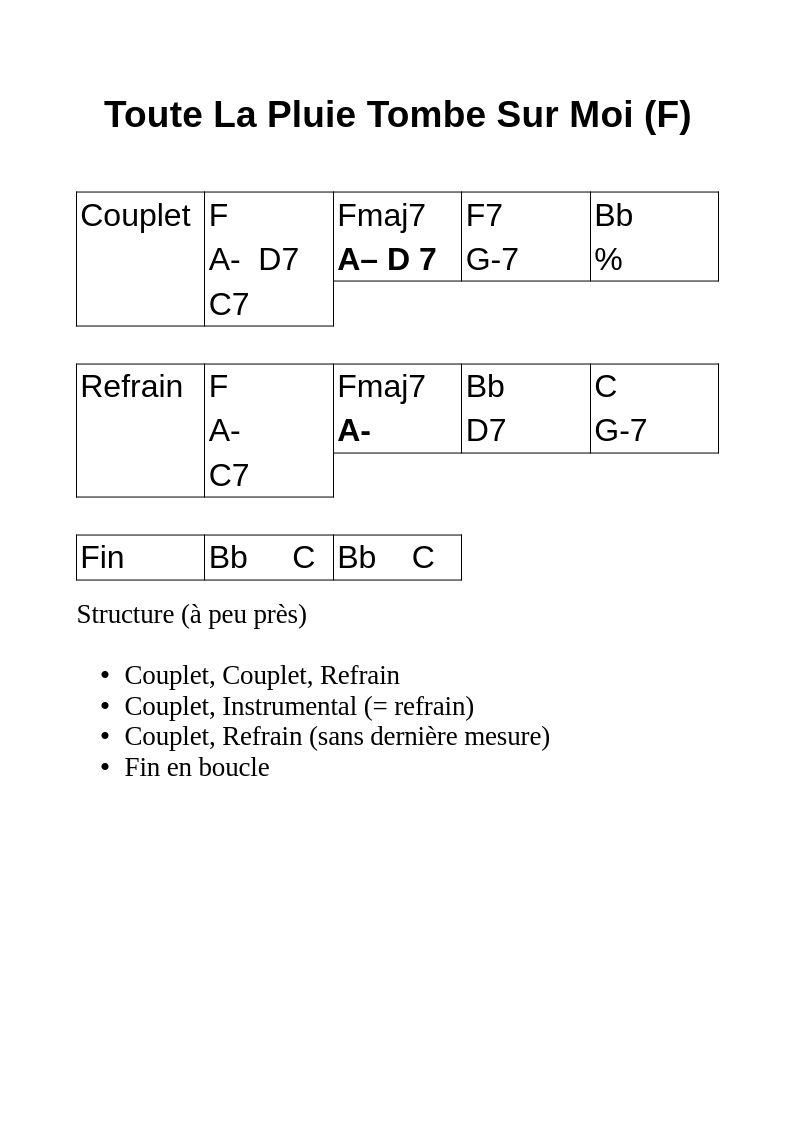 Toute La Pluie Tombe Sur Moi (F)
Couplet F Fmaj7 F7 Bb
A- D7 A– D 7 G-7 %
C7
Refrain F Fmaj7 Bb C
A- A- D7 G-7
C7
Fin Bb C Bb C
Structure (à peu près)
• Couplet, Couplet, Refrain
• Couplet, Instrumental (= refrain)
• Couplet, Refrain (sans dernière mesure)
• Fin en boucle